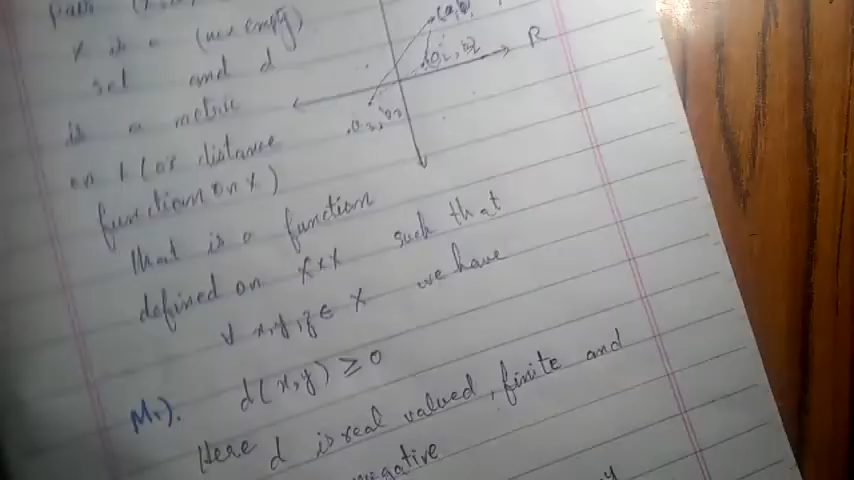 X is a (non empty)
set and d
is a metric
on X (or distance
function on X)
that is a function
defined on X×X such that
∀ x,y,z ∈ X we have
M1). d(x,y) ≥ 0
Here d is real valued, finite and
negative
(a,b)
R